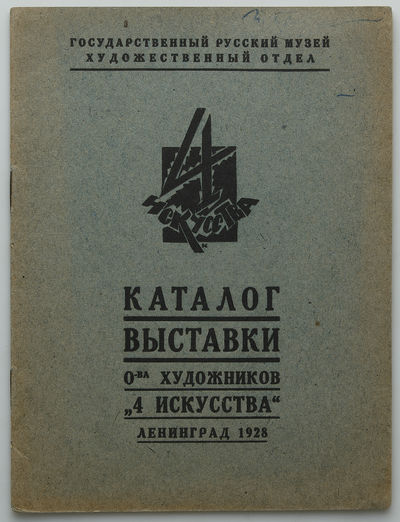 ГОСУДАРСТВЕННЫЙ РУССКИЙ МУЗЕЙ
ХУДОЖЕСТВЕННЫЙ ОТДЕЛ
4
ИСКУССТВА
КАТАЛОГ
ВЫСТАВКИ
О-ВА ХУДОЖНИКОВ
„4 ИСКУССТВА“
ЛЕНИНГРАД 1928